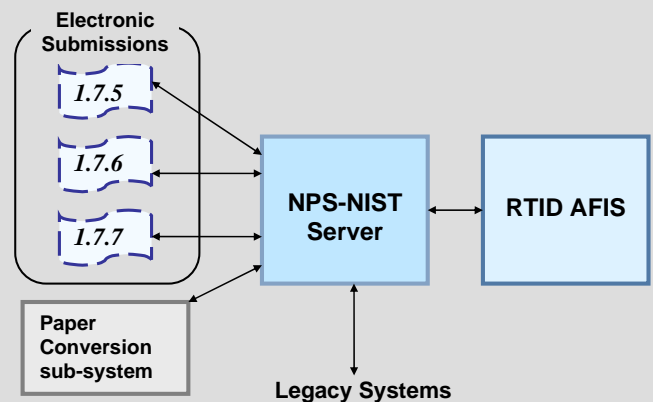 Electronic
Submissions
1.7.5
1.7.6
1.7.7
NPS-NIST
Server
RTID AFIS
Paper
Conversion
sub-system
Legacy Systems